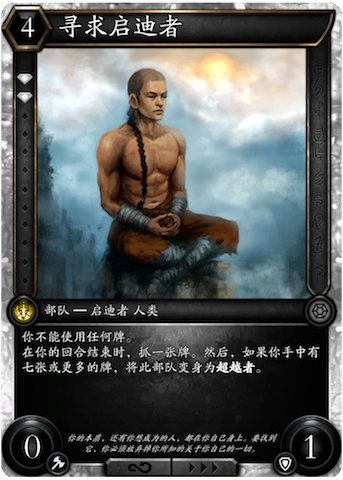 4 寻求启迪者
部队 — 启迪者 人类
你不能使用任何牌。
在你的回合结束时，抓一张牌。然后，如果你手中有
七张或更多的牌，将此部队变身为超越者。
你的本质，还有你想成为的人，都在你自己身上。要找到
它，你必须放弃掉你所知的关于你自己的一切。
0 1